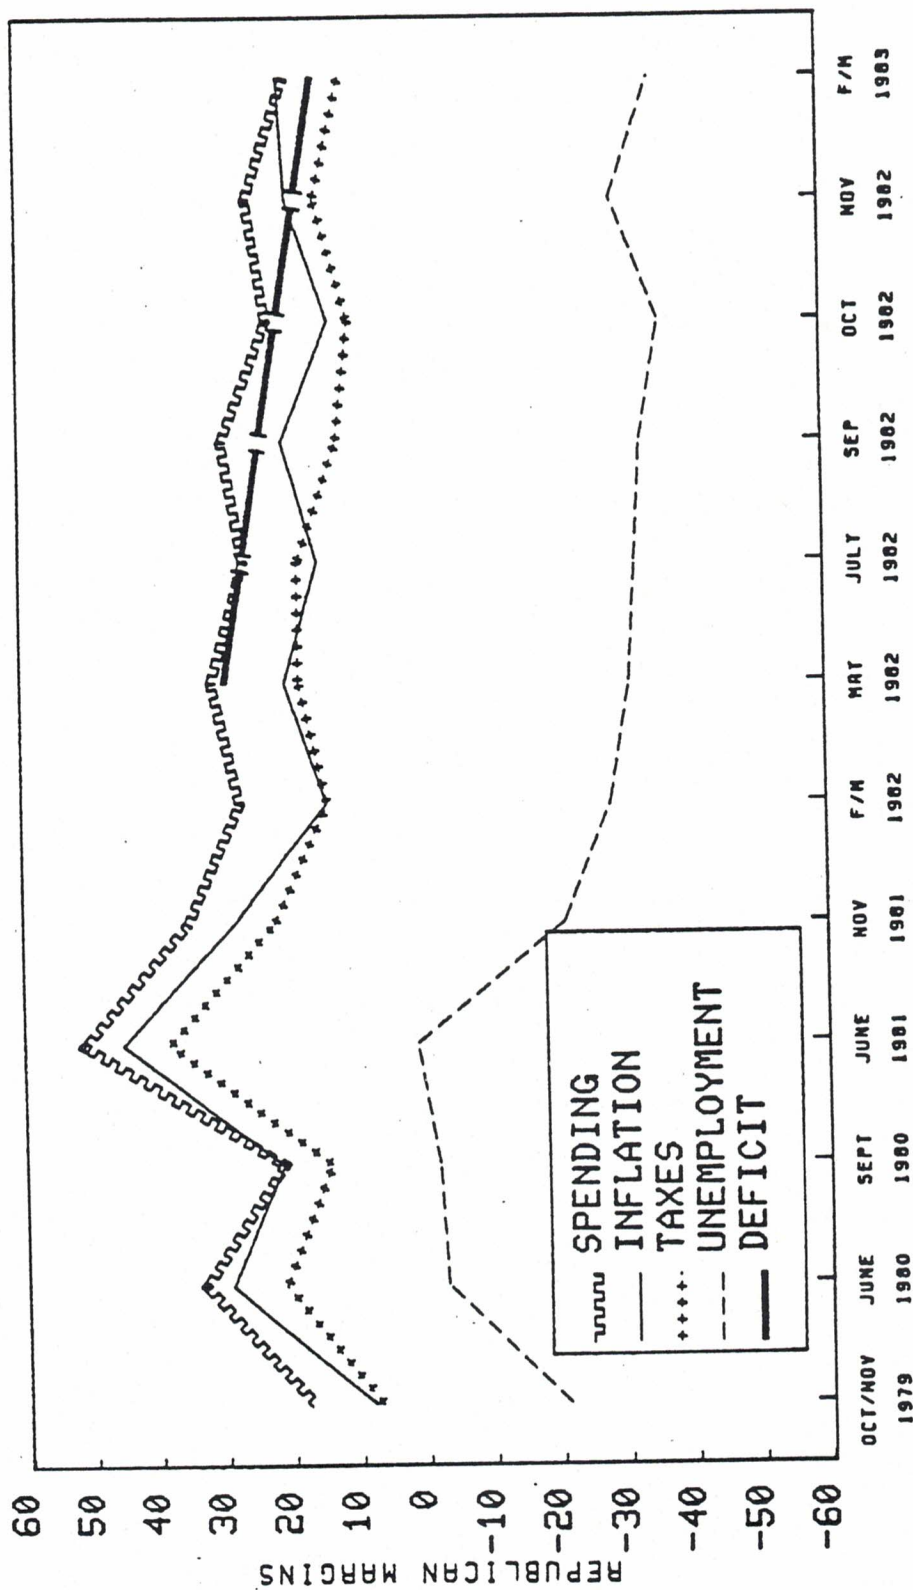 REPUBLICAN MARGINS
60
50
40
30
20
10
0
-10
-20
-30
-40
-50
-60
SPENDING
INFLATION
TAXES
UNEMPLOYMENT
DEFICIT
OCT/NOV JUNE SEPT JUNE NOV F/M MAY JULY SEP OCT NOV F/M
1979 1980 1980 1981 1981 1982 1982 1982 1982 1982 1982 1983